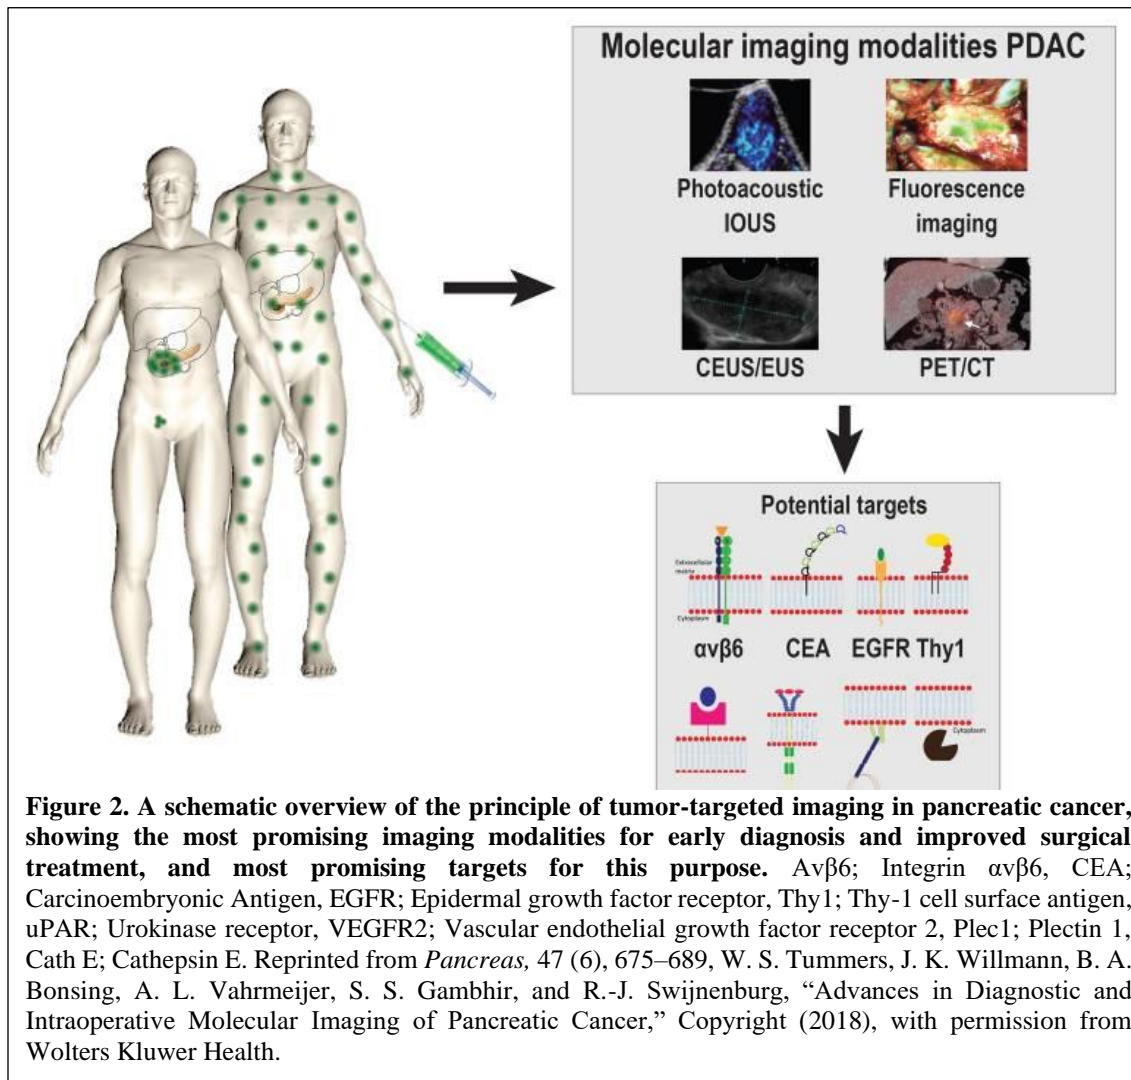 Molecular imaging modalities PDAC
Photoacoustic
IOUS
Fluorescence
imaging
CEUS/EUS
PET/CT
Potential targets
Extracellular
matrix
Cytoplasm
αvβ6
CEA
EGFR
Thy1
Cytoplasm
Figure 2. A schematic overview of the principle of tumor-targeted imaging in pancreatic cancer,
showing the most promising imaging modalities for early diagnosis and improved surgical
treatment, and most promising targets for this purpose. Avβ6; Integrin αvβ6, CEA;
Carcinoembryonic Antigen, EGFR; Epidermal growth factor receptor, Thy1; Thy-1 cell surface antigen,
uPAR; Urokinase receptor, VEGFR2; Vascular endothelial growth factor receptor 2, Plec1; Plectin 1,
Cath E; Cathepsin E. Reprinted from Pancreas, 47 (6), 675–689, W. S. Tummers, J. K. Willmann, B. A.
Bonsing, A. L. Vahrmeijer, S. S. Gambhir, and R.-J. Swijnenburg, “Advances in Diagnostic and
Intraoperative Molecular Imaging of Pancreatic Cancer,” Copyright (2018), with permission from
Wolters Kluwer Health.